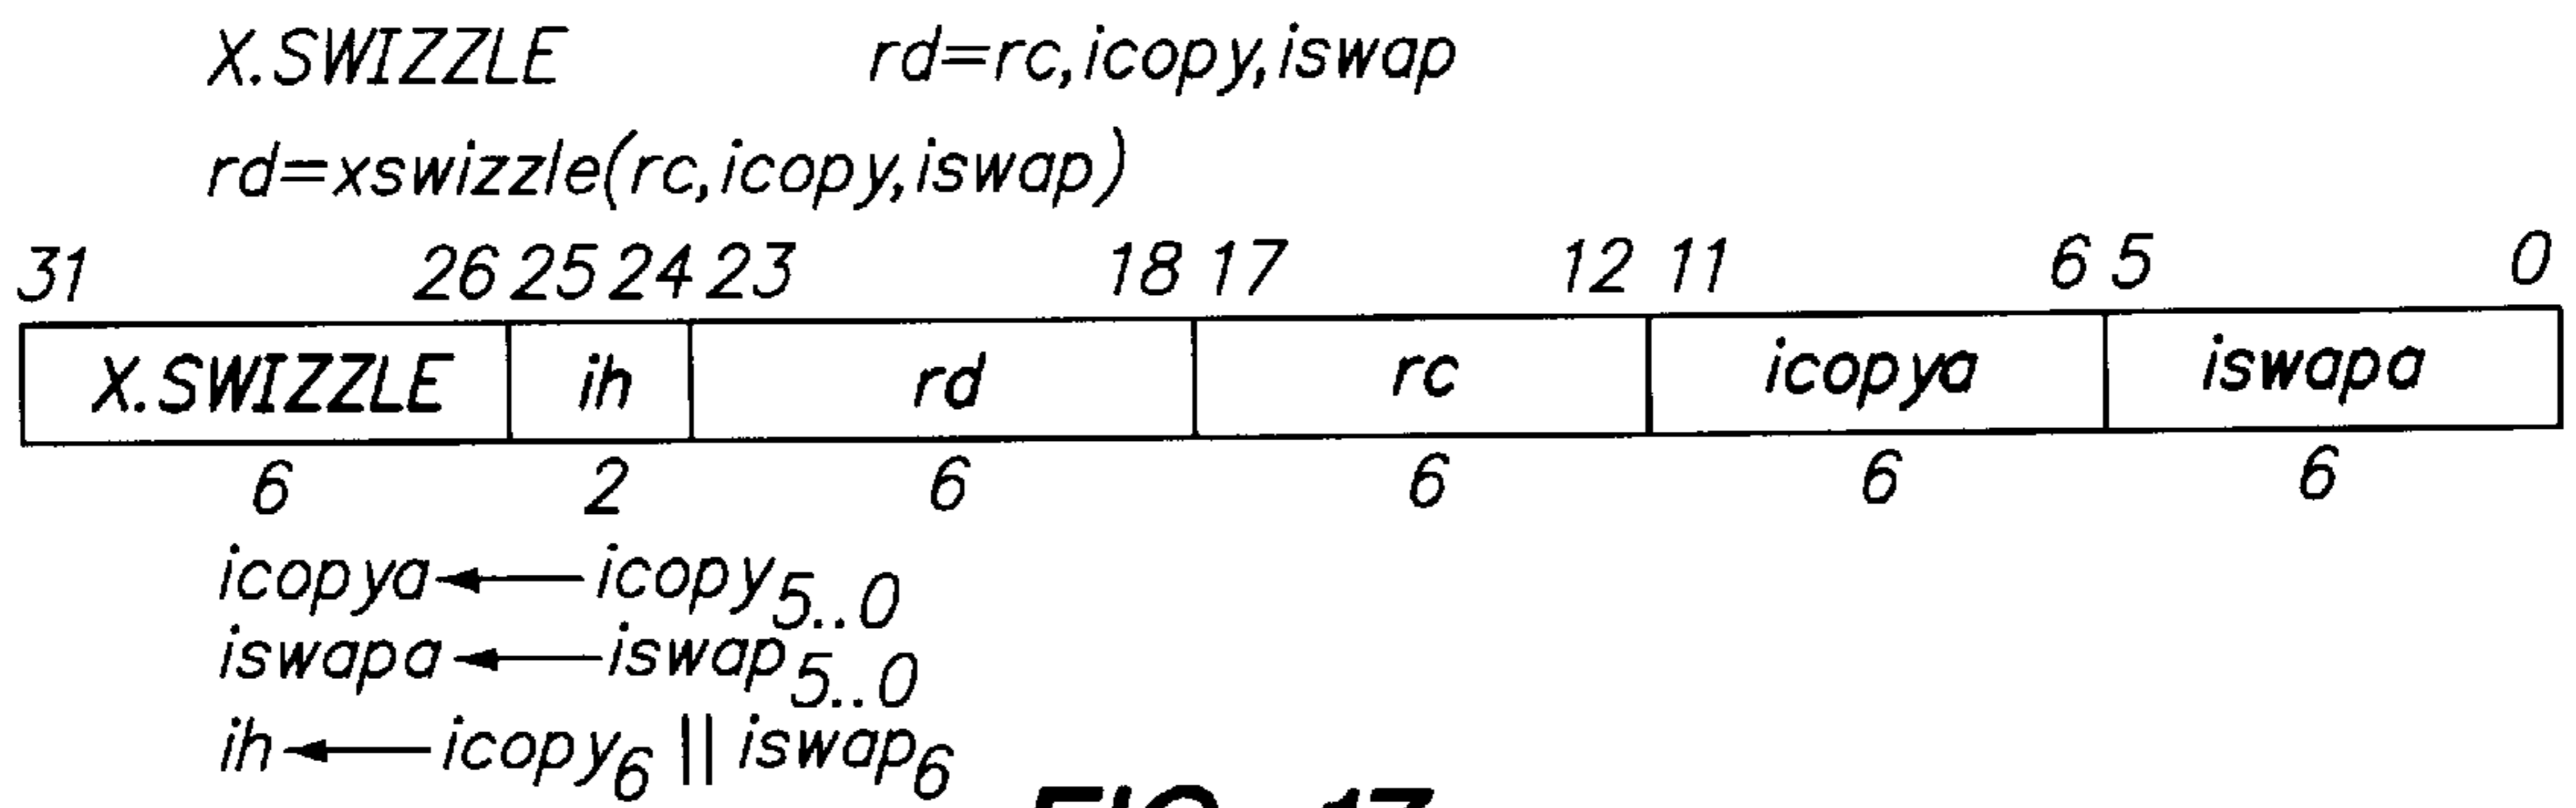 X.SWIZZLE rd=rc,icopy,iswap
rd=xswizzle(rc,icopy,iswap)
31 26 25 24 23 18 17 12 11 6 5 0
X.SWIZZLE ih rd rc icopya iswapa
6 2 6 6 6 6
icopya←icopy5..0
iswapa←iswap5..0
ih←icopy6 || iswap6